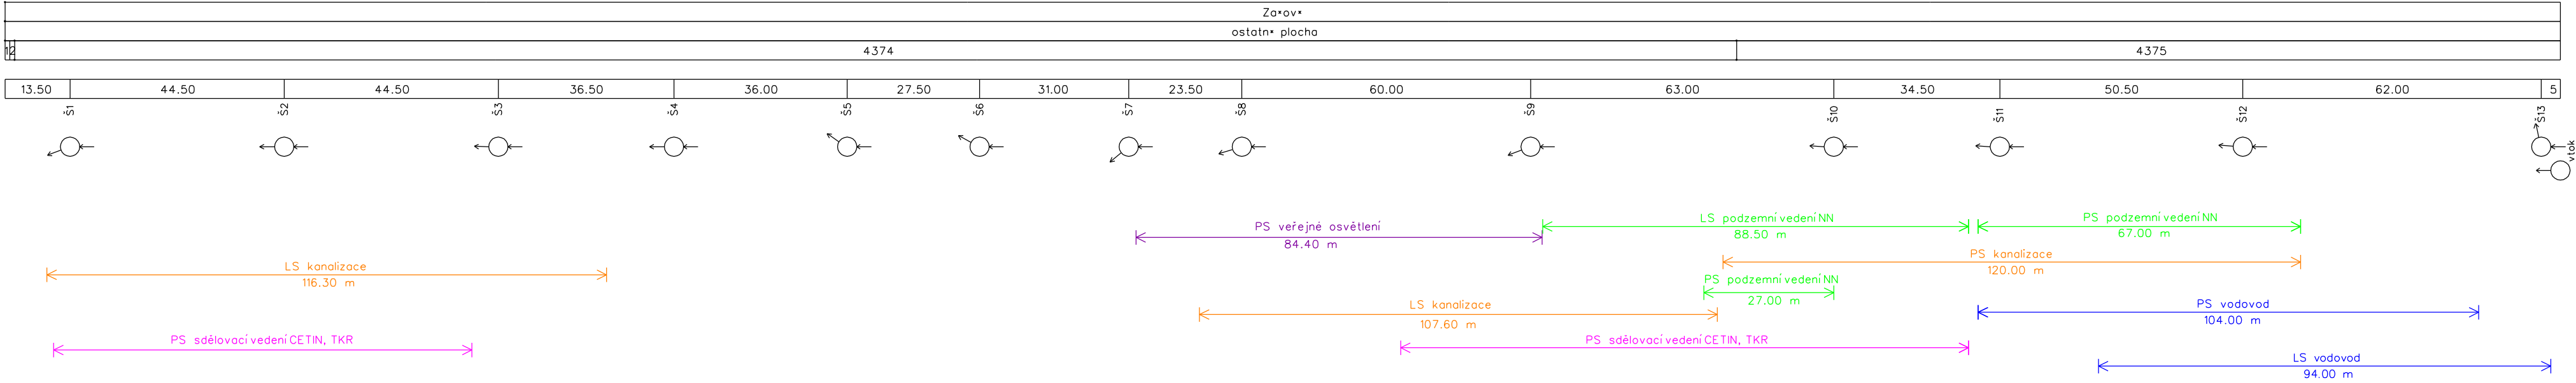 Za*ov*
ostatn* plocha
12 4374 4375
13.50 44.50 44.50 36.50 36.00 27.50 31.00 23.50 60.00 63.00 34.50 50.50 62.00 5
Š1 Š2 Š3 Š4 Š5 Š6 Š7 Š8 Š9 Š10 Š11 Š12 Š13
vtok
LS podzemní vedení NN
88.50 m
PS podzemní vedení NN
67.00 m
PS veřejné osvětlení
84.40 m
PS kanalizace
120.00 m
LS kanalizace
116.30 m
PS podzemní vedení NN
27.00 m
PS vodovod
104.00 m
LS kanalizace
107.60 m
PS sdělovací vedení CETIN, TKR
PS sdělovací vedení CETIN, TKR
LS vodovod
94.00 m